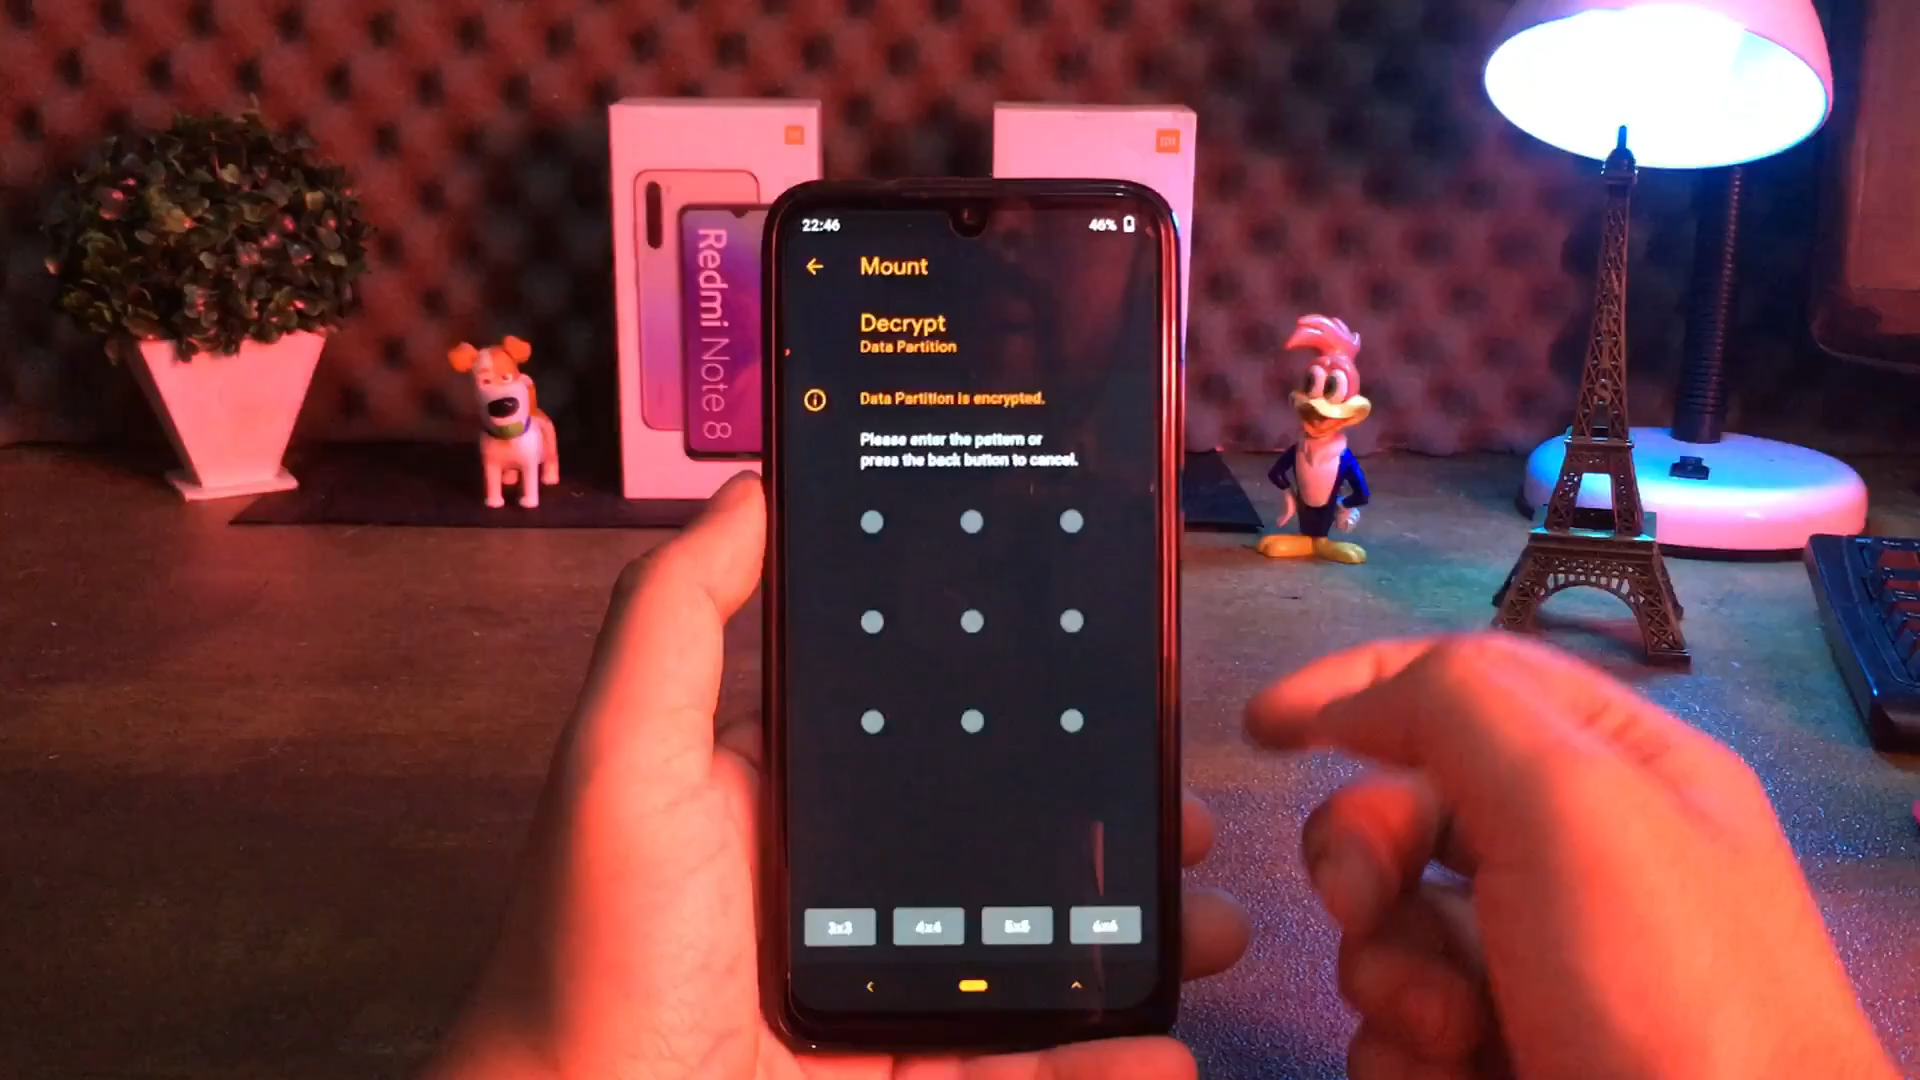 Redmi Note 8
22:46
46%
Mount
Decrypt
Data Partition
Data Partition is encrypted.
Please enter the pattern or
press the back button to cancel.
3x3
4x4
5x5
6x6